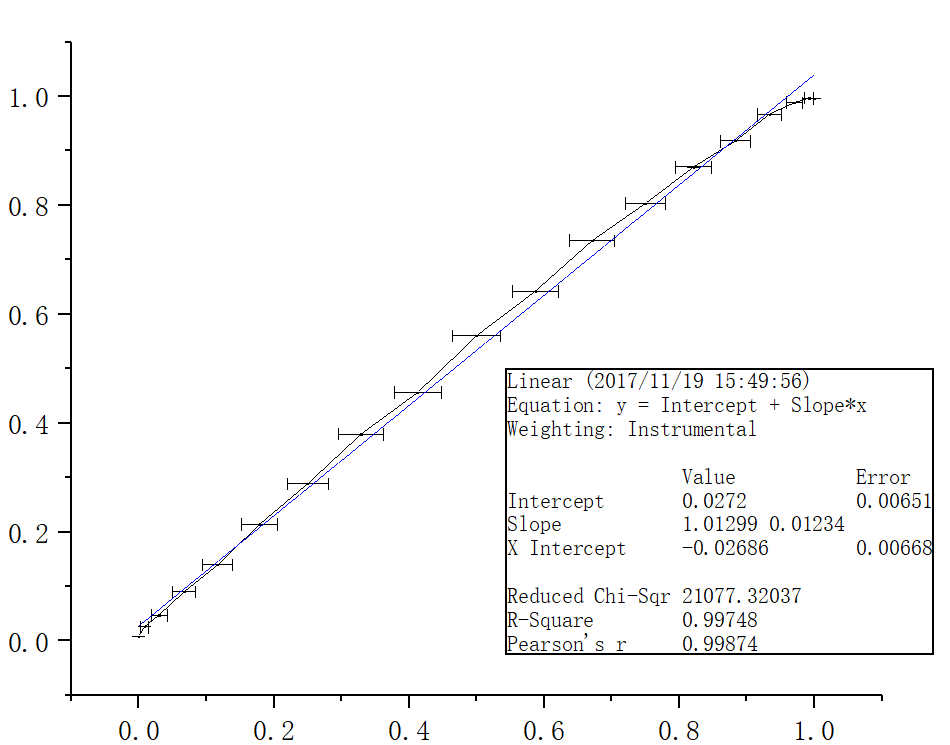 1.0
0.8
0.6
0.4
0.2
0.0
Linear (2017/11/19 15:49:56)
Equation: y = Intercept + Slope*x
Weighting: Instrumental
Value Error
Intercept 0.0272 0.00651
Slope 1.01299 0.01234
X Intercept -0.02686 0.00668
Reduced Chi-Sqr 21077.32037
R-Square 0.99748
Pearson's r 0.99874
0.0 0.2 0.4 0.6 0.8 1.0